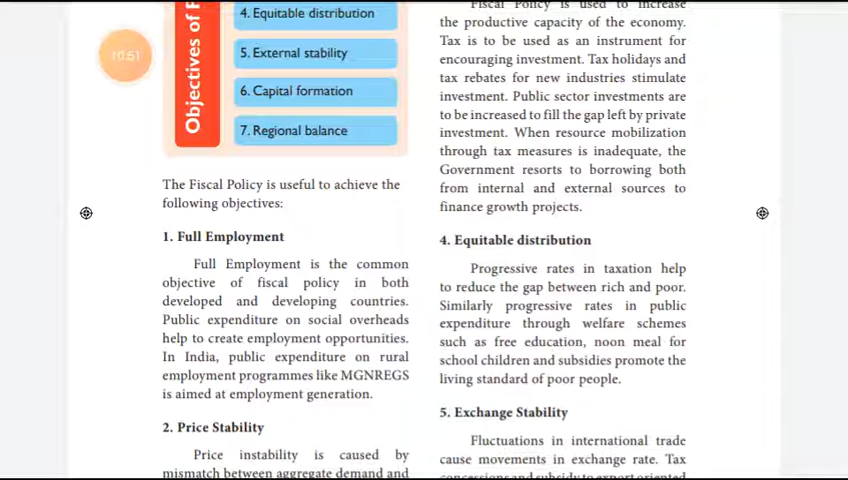 Objectives of F
4. Equitable distribution
5. External stability
6. Capital formation
7. Regional balance
10:51
The Fiscal Policy is useful to achieve the
following objectives:
1. Full Employment
Full Employment is the common
objective of fiscal policy in both
developed and developing countries.
Public expenditure on social overheads
help to create employment opportunities.
In India, public expenditure on rural
employment programmes like MGNREGS
is aimed at employment generation.
2. Price Stability
Price instability is caused by
mismatch between aggregate demand and
Fiscal Policy is used to increase
the productive capacity of the economy.
Tax is to be used as an instrument for
encouraging investment. Tax holidays and
tax rebates for new industries stimulate
investment. Public sector investments are
to be increased to fill the gap left by private
investment. When resource mobilization
through tax measures is inadequate, the
Government resorts to borrowing both
from internal and external sources to
finance growth projects.
4. Equitable distribution
Progressive rates in taxation help
to reduce the gap between rich and poor.
Similarly progressive rates in public
expenditure through welfare schemes
such as free education, noon meal for
school children and subsidies promote the
living standard of poor people.
5. Exchange Stability
Fluctuations in international trade
cause movements in exchange rate. Tax
concessions and subsidy to export oriented